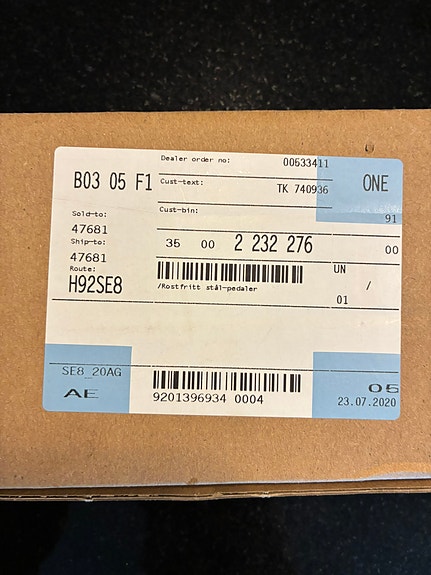 B03 05 F1
Dealer order no: 00533411
Cust-text: TK 740936
ONE
Cust-bin:
91
Sold-to:
47681
Ship-to:
47681
Route:
H92SE8
35 00 2 232 276 00
/Rostfritt stål-pedaler
UN /
01
SE8 20AG
AE
9201396934 0004
05
23.07.2020